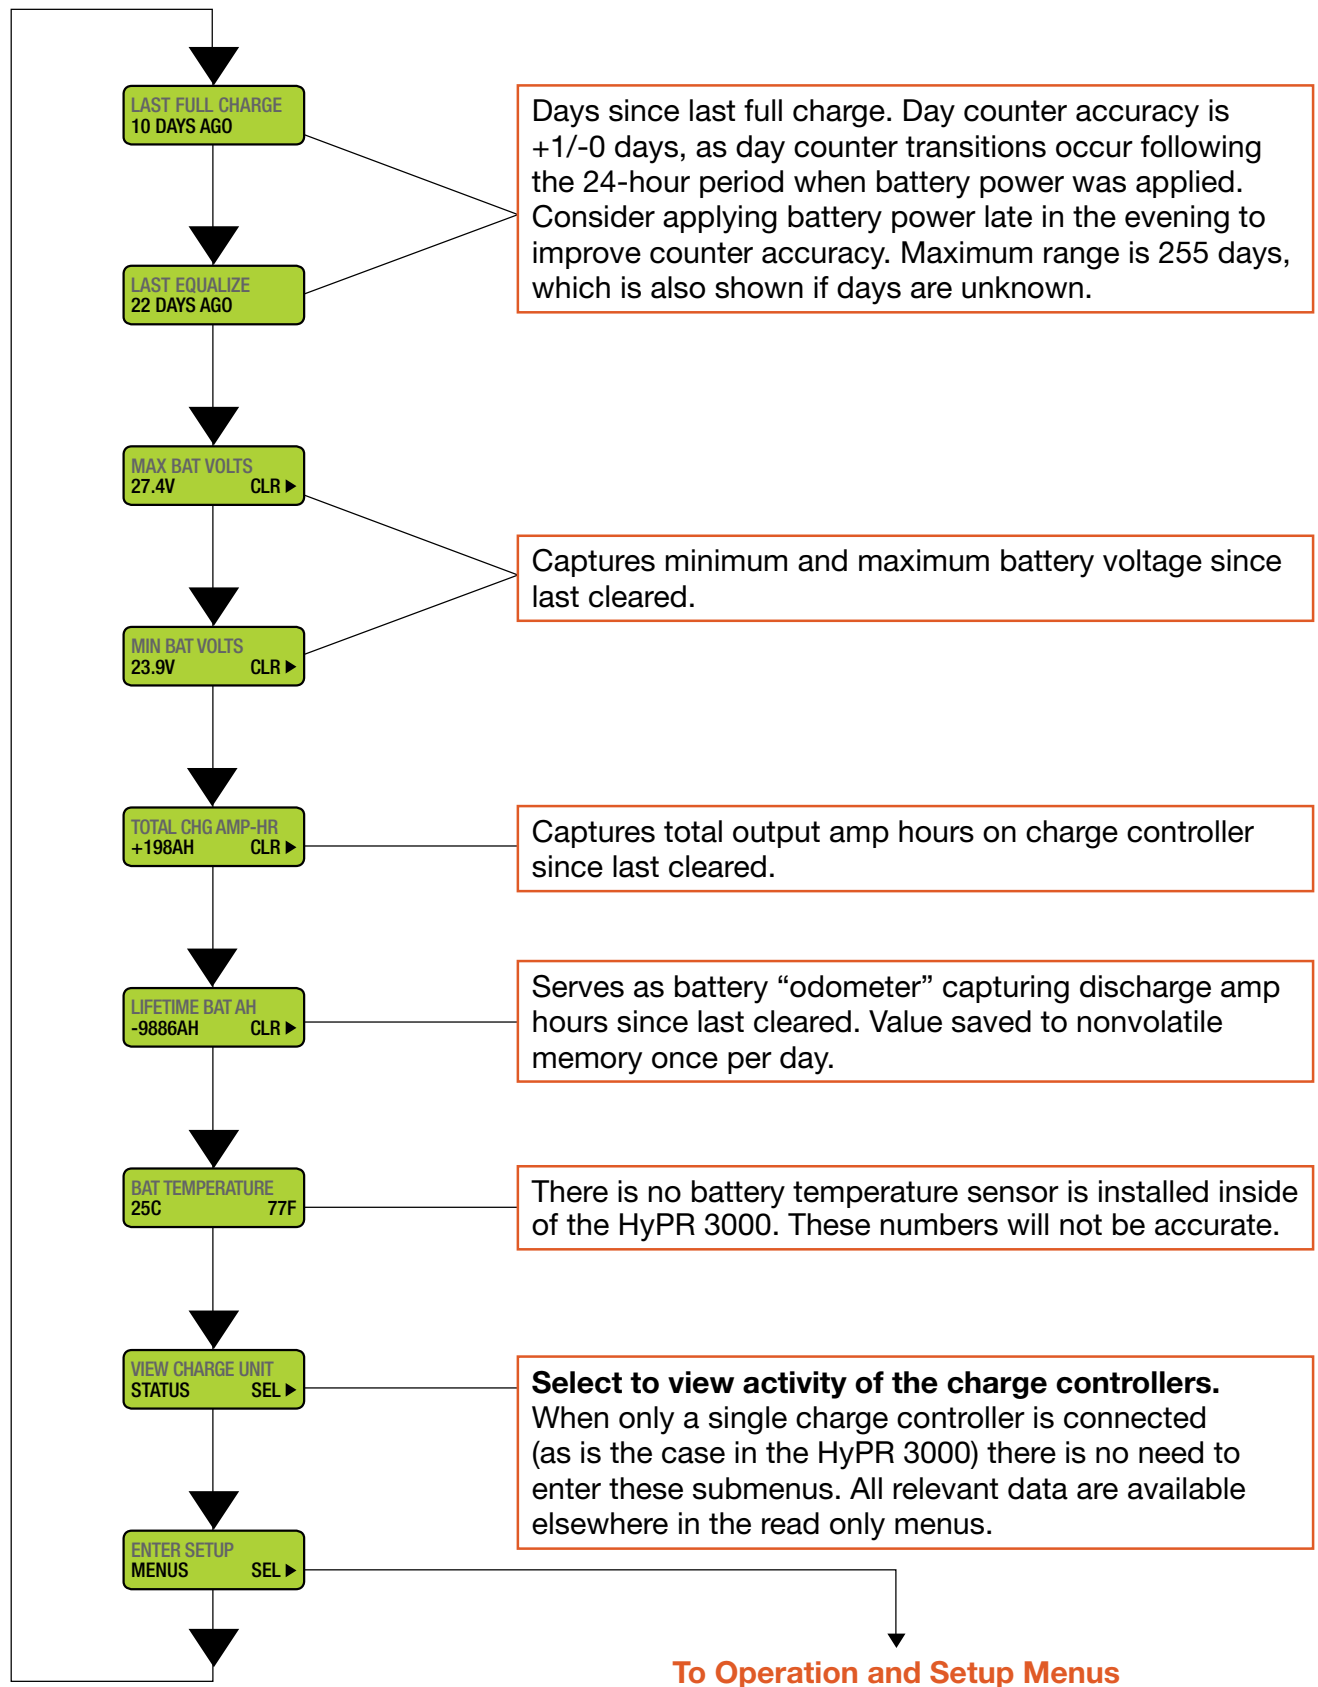 LAST FULL CHARGE
10 DAYS AGO
Days since last full charge. Day counter accuracy is
+1/-0 days, as day counter transitions occur following
the 24-hour period when battery power was applied.
Consider applying battery power late in the evening to
improve counter accuracy. Maximum range is 255 days,
which is also shown if days are unknown.
LAST EQUALIZE
22 DAYS AGO
MAX BAT VOLTS
27.4V CLR ▶
Captures minimum and maximum battery voltage since
last cleared.
MIN BAT VOLTS
23.9V CLR ▶
TOTAL CHG AMP-HR
+198AH CLR ▶
Captures total output amp hours on charge controller
since last cleared.
LIFETIME BAT AH
-9886AH CLR ▶
Serves as battery “odometer” capturing discharge amp
hours since last cleared. Value saved to nonvolatile
memory once per day.
BAT TEMPERATURE
25C 77F
There is no battery temperature sensor is installed inside
of the HyPR 3000. These numbers will not be accurate.
VIEW CHARGE UNIT
STATUS SEL ▶
Select to view activity of the charge controllers.
When only a single charge controller is connected
(as is the case in the HyPR 3000) there is no need to
enter these submenus. All relevant data are available
elsewhere in the read only menus.
ENTER SETUP
MENUS SEL ▶
To Operation and Setup Menus